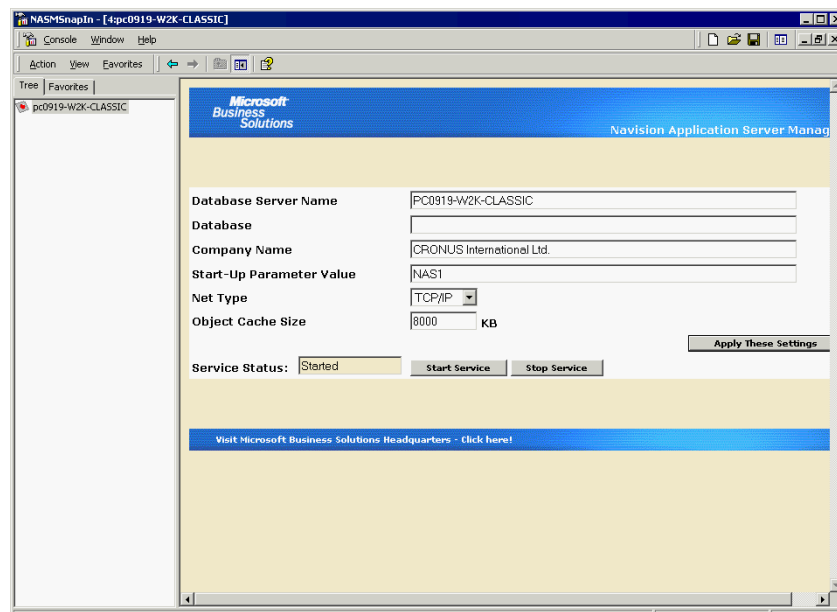 NASMSnapIn - [4:pc0919-W2K-CLASSIC]
Console Window Help
Action View Favorites
Tree Favorites
pc0919-W2K-CLASSIC
Microsoft
Business
Solutions
Navision Application Server Manag
Database Server Name PC0919-W2K-CLASSIC
Database
Company Name CRONUS International Ltd.
Start-Up Parameter Value NAS1
Net Type TCP/IP
Object Cache Size 8000 KB
Apply These Settings
Service Status: Started Start Service Stop Service
Visit Microsoft Business Solutions Headquarters - Click here!